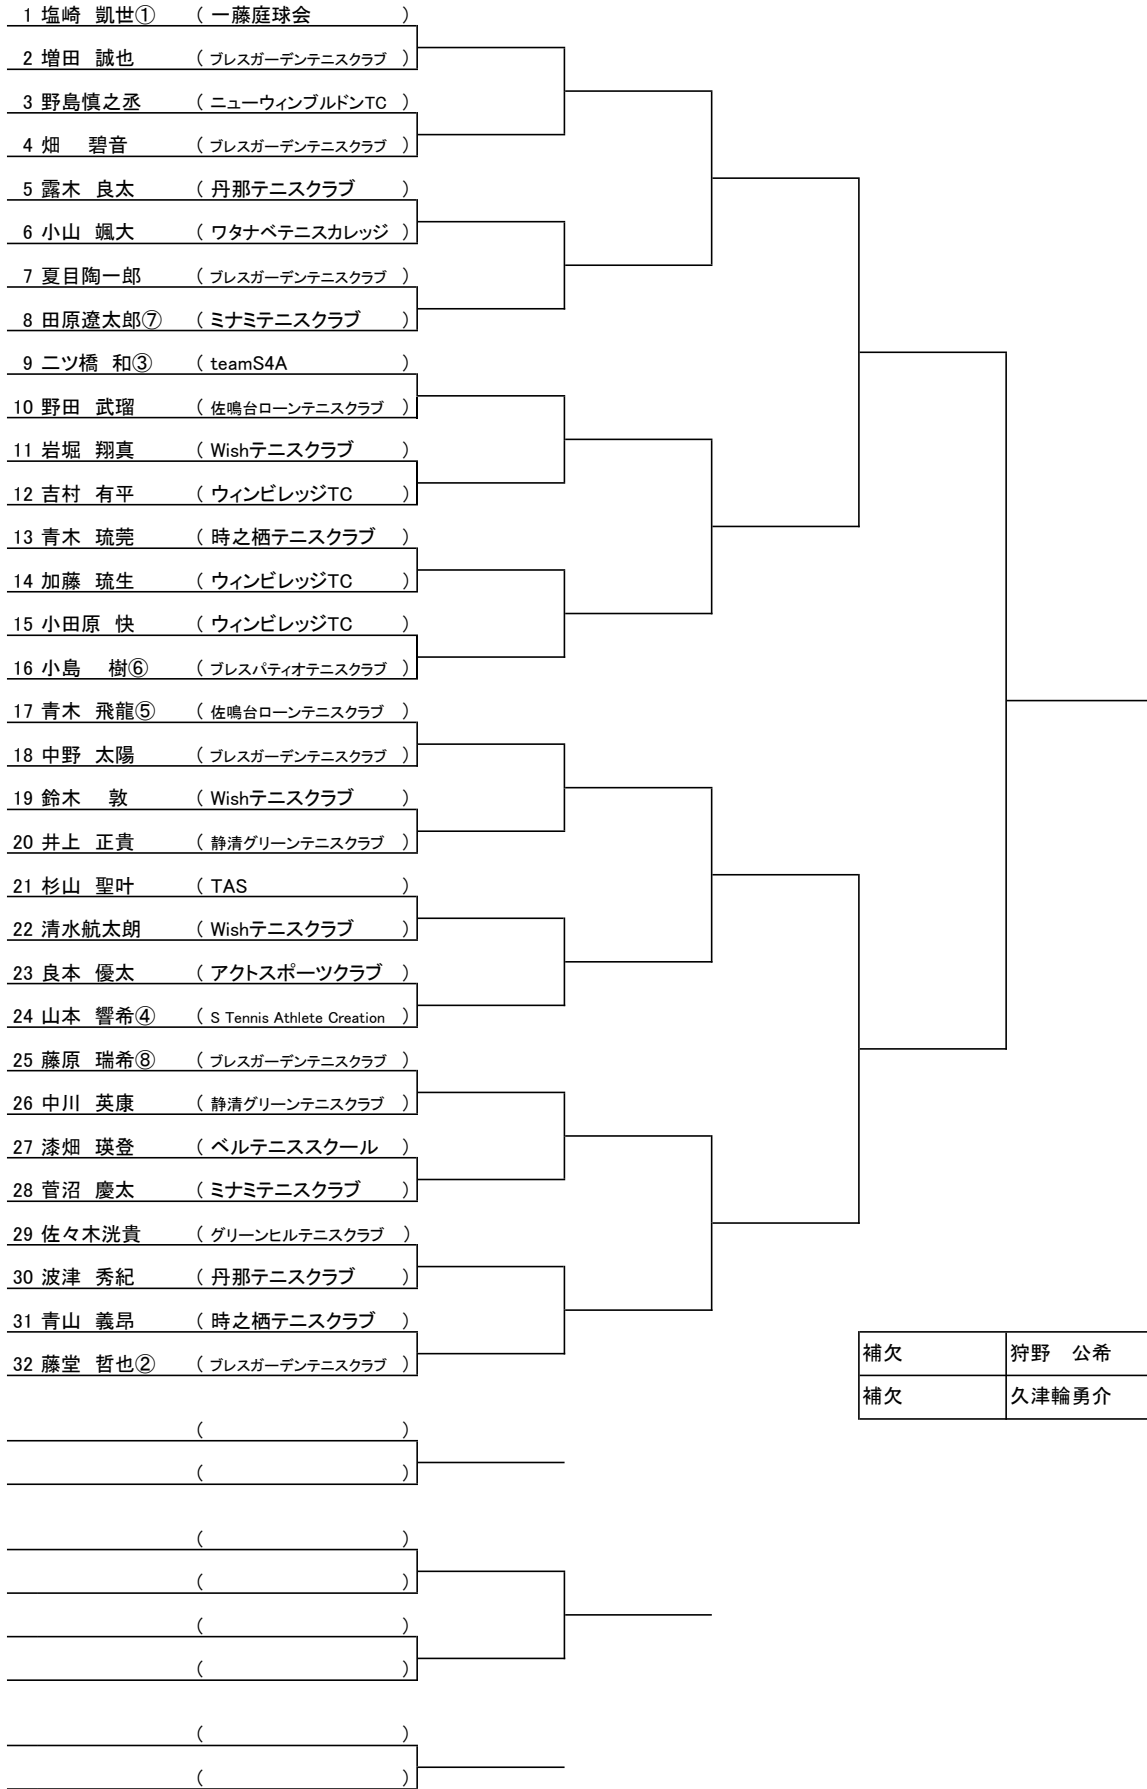 1 塩崎 凱世① ( 一藤庭球会 )
2 増田 誠也 ( ブレスガーデンテニスクラブ )
3 野島慎之丞 ( ニューウィンブルドンTC )
4 畑 碧音 ( ブレスガーデンテニスクラブ )
5 露木 良太 ( 丹那テニスクラブ )
6 小山 颯大 ( ワタナベテニスカレッジ )
7 夏目陶一郎 ( ブレスガーデンテニスクラブ )
8 田原遼太郎⑦ ( ミナミテニスクラブ )
9 二ツ橋 和③ ( teamS4A )
10 野田 武瑠 ( 佐鳴台ローンテニスクラブ )
11 岩堀 翔真 ( Wishテニスクラブ )
12 吉村 有平 ( ウィンビレッジTC )
13 青木 琉莞 ( 時之栖テニスクラブ )
14 加藤 琉生 ( ウィンビレッジTC )
15 小田原 快 ( ウィンビレッジTC )
16 小島 樹⑥ ( ブレスパティオテニスクラブ )
17 青木 飛龍⑤ ( 佐鳴台ローンテニスクラブ )
18 中野 太陽 ( ブレスガーデンテニスクラブ )
19 鈴木 敦 ( Wishテニスクラブ )
20 井上 正貴 ( 静清グリーンテニスクラブ )
21 杉山 聖叶 ( TAS )
22 清水航太朗 ( Wishテニスクラブ )
23 良本 優太 ( アクトスポーツクラブ )
24 山本 響希④ ( S Tennis Athlete Creation )
25 藤原 瑞希⑧ ( ブレスガーデンテニスクラブ )
26 中川 英康 ( 静清グリーンテニスクラブ )
27 漆畑 瑛登 ( ベルテニススクール )
28 菅沼 慶太 ( ミナミテニスクラブ )
29 佐々木洸貴 ( グリーンヒルテニスクラブ )
30 波津 秀紀 ( 丹那テニスクラブ )
31 青山 義昂 ( 時之栖テニスクラブ )
32 藤堂 哲也② ( ブレスガーデンテニスクラブ )
補欠 狩野 公希
補欠 久津輪勇介
( )
( )
( )
( )
( )
( )
( )
( )